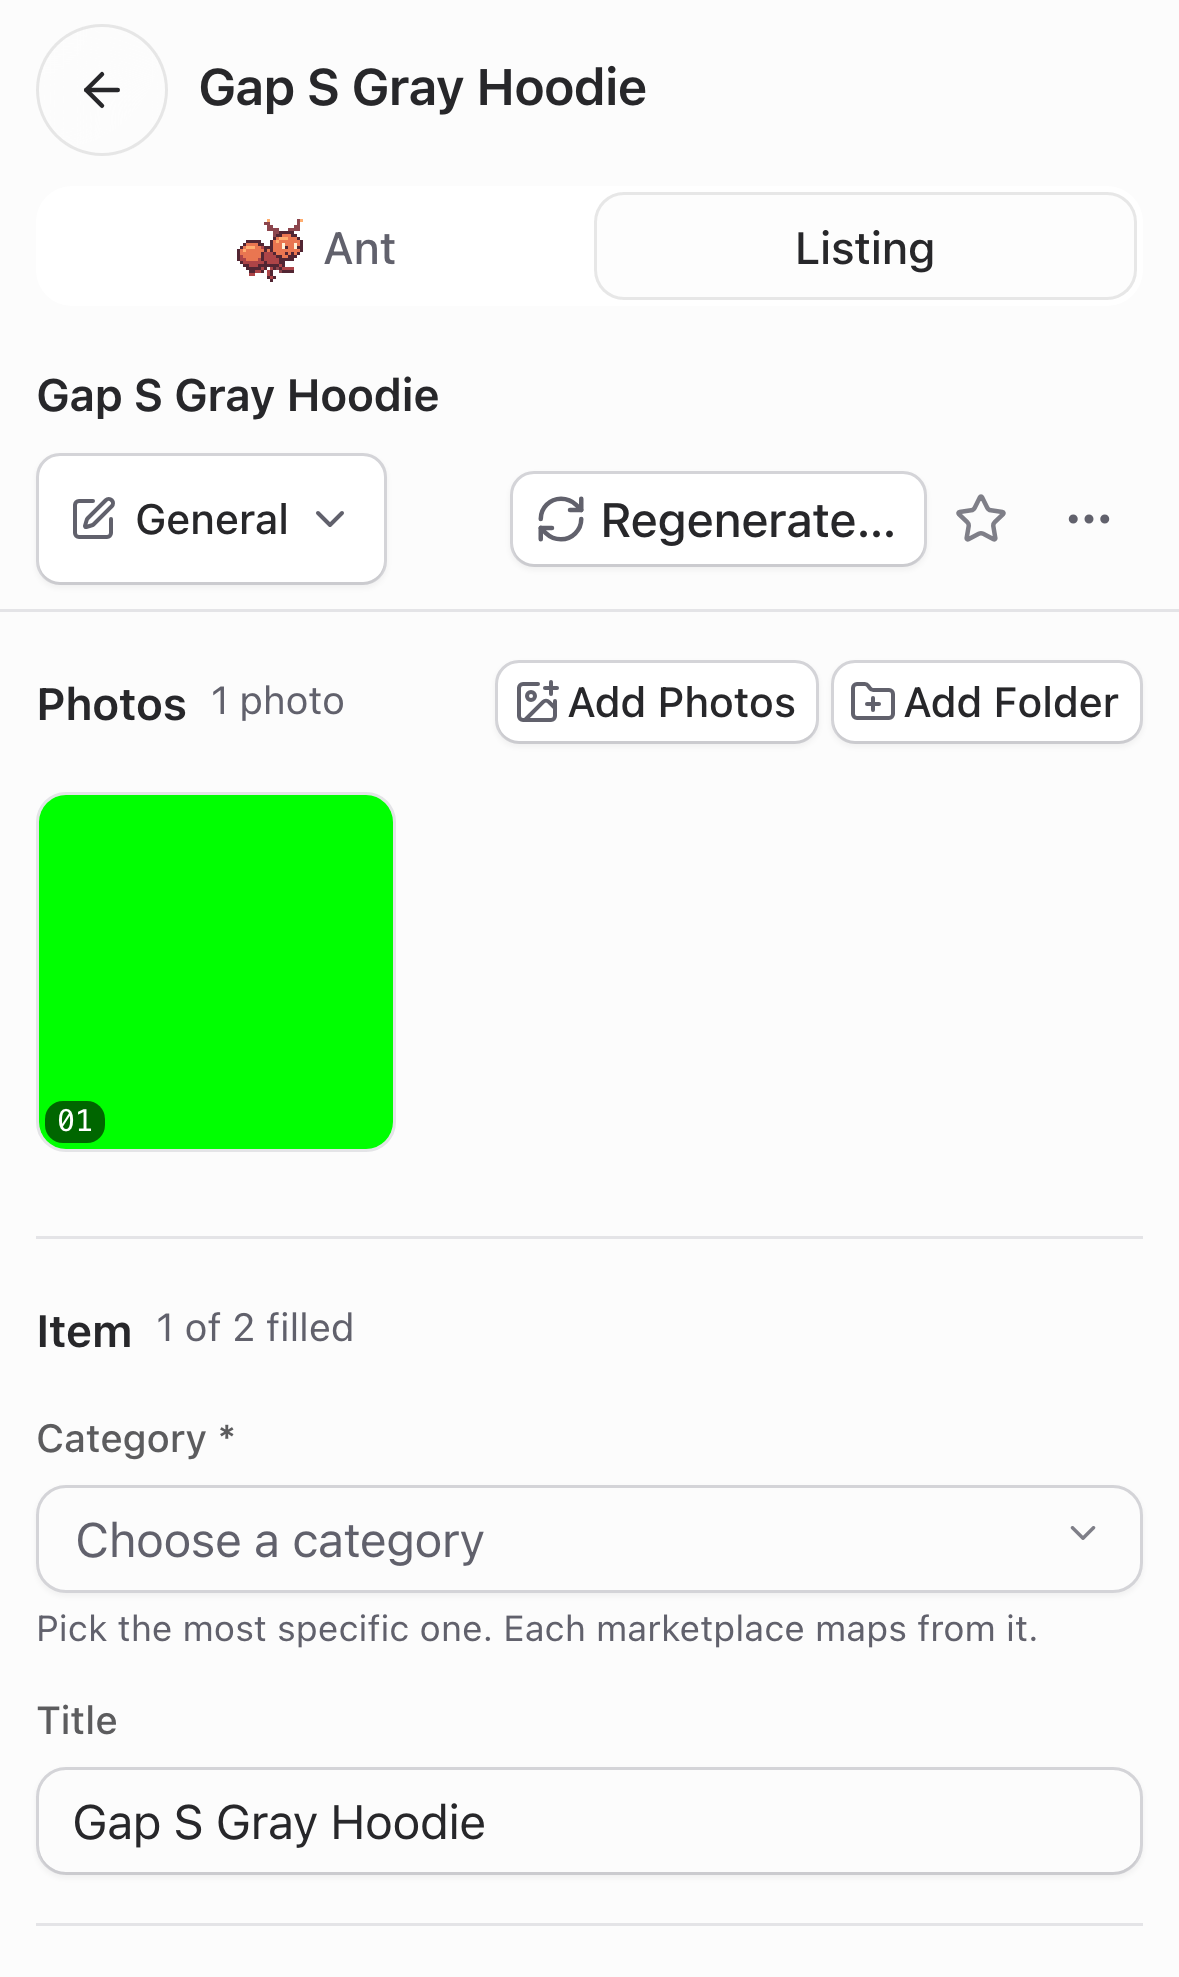 Gap S Gray Hoodie
Ant
Listing
Gap S Gray Hoodie
General
Regenerate...
Photos 1 photo
Add Photos
Add Folder
01
Item 1 of 2 filled
Category *
Choose a category
Pick the most specific one. Each marketplace maps from it.
Title
Gap S Gray Hoodie